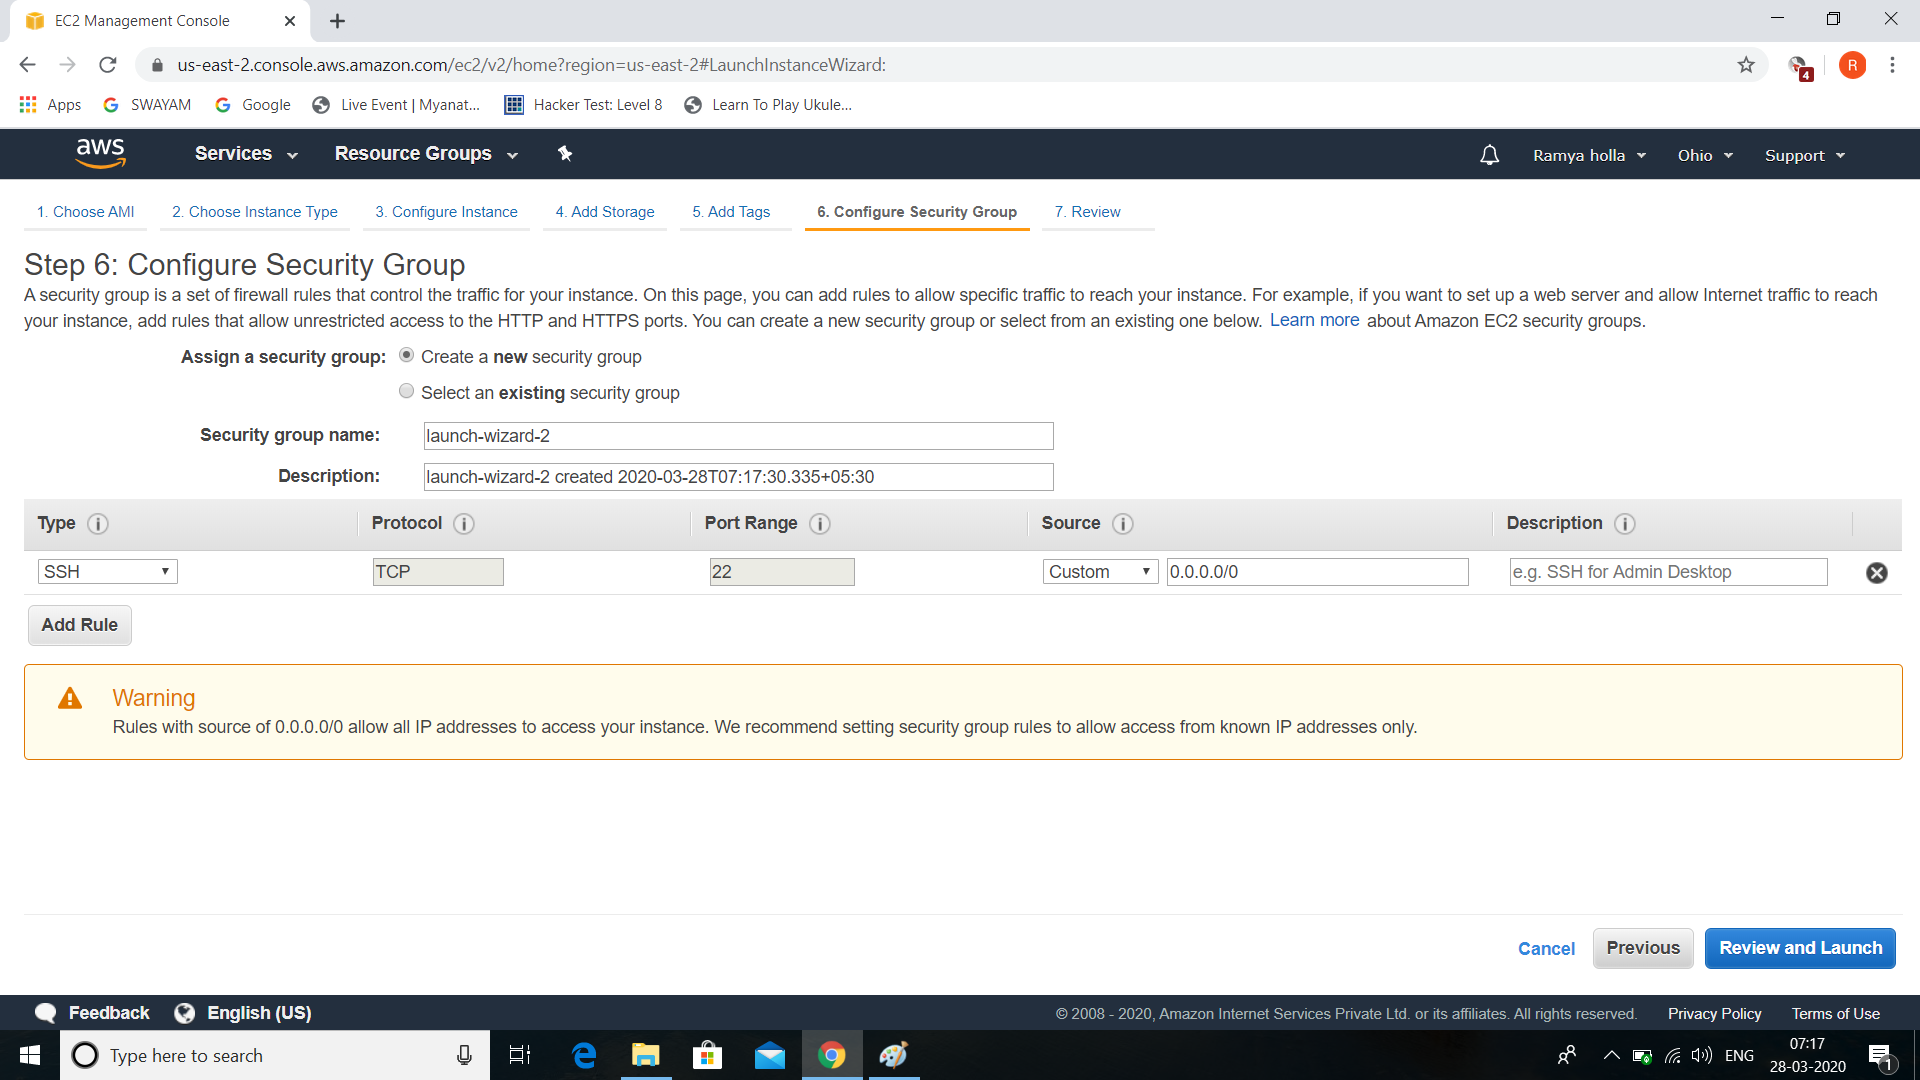 EC2 Management Console
us-east-2.console.aws.amazon.com/ec2/v2/home?region=us-east-2#LaunchInstanceWizard:
4
R
Apps SWAYAM Google Live Event | Myanat... Hacker Test: Level 8 Learn To Play Ukule...
aws Services Resource Groups Ramya holla Ohio Support
1. Choose AMI 2. Choose Instance Type 3. Configure Instance 4. Add Storage 5. Add Tags 6. Configure Security Group 7. Review
Step 6: Configure Security Group
A security group is a set of firewall rules that control the traffic for your instance. On this page, you can add rules to allow specific traffic to reach your instance. For example, if you want to set up a web server and allow Internet traffic to reach
your instance, add rules that allow unrestricted access to the HTTP and HTTPS ports. You can create a new security group or select from an existing one below. Learn more about Amazon EC2 security groups.
Assign a security group: Create a new security group
Select an existing security group
Security group name: launch-wizard-2
Description: launch-wizard-2 created 2020-03-28T07:17:30.335+05:30
Type i Protocol i Port Range i Source i Description i
SSH TCP 22 Custom 0.0.0.0/0 e.g. SSH for Admin Desktop
Add Rule
Warning
Rules with source of 0.0.0.0/0 allow all IP addresses to access your instance. We recommend setting security group rules to allow access from known IP addresses only.
Cancel Previous Review and Launch
Feedback English (US) © 2008 - 2020, Amazon Internet Services Private Ltd. or its affiliates. All rights reserved. Privacy Policy Terms of Use
Type here to search ENG 07:17
28-03-2020
1